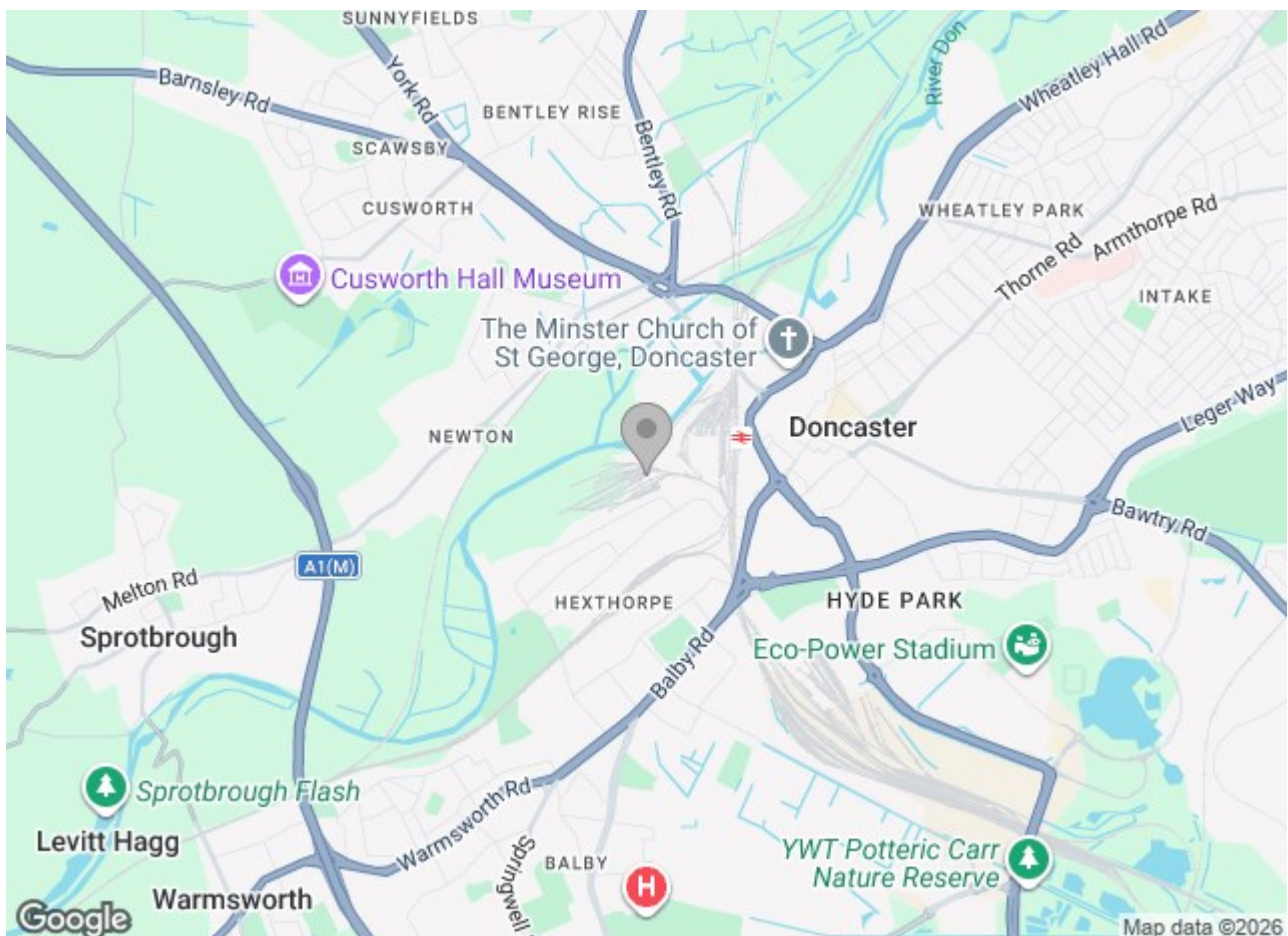 SUNNYFIELDS
Barnsley Rd
York Rd
BENTLEY RISE
Bentley Rd
River Don
Wheatley Hall Rd
SCAWSBY
CUSWORTH
WHEATLEY PARK
Armthorpe Rd
Thorne Rd
Cusworth Hall Museum
INTAKE
The Minster Church of
St George, Doncaster
NEWTON
Doncaster
Leger Way
Bawtry Rd
A1(M)
Melton Rd
HEXTHORPE
HYDE PARK
Sprotbrough
Eco-Power Stadium
Balby Rd
Sprotbrough Flash
Warmsworth Rd
Levitt Hagg
Springwell
BALBY
YWT Potteric Carr
Nature Reserve
H
Warmsworth
Google
Map data ©2026